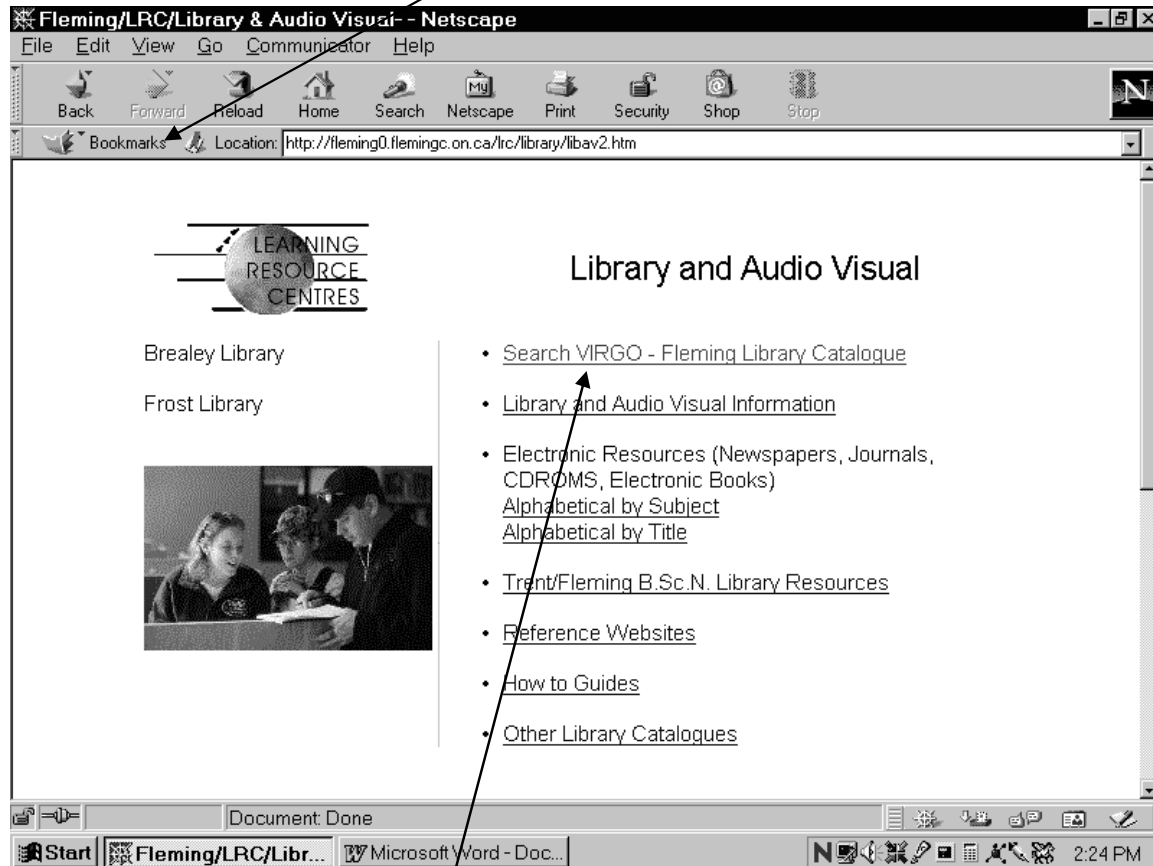 Fleming/LRC/Library & Audio Visual- - Netscape
File Edit View Go Communicator Help
Back Forward Reload Home Search Netscape Print Security Shop Stop
My
N
Bookmarks Location: http://fleming0.flemingc.on.ca/lrc/library/libav2.htm
LEARNING
RESOURCE
CENTRES
Library and Audio Visual
Brealey Library
Frost Library
• Search VIRGO - Fleming Library Catalogue
• Library and Audio Visual Information
• Electronic Resources (Newspapers, Journals,
CDROMS, Electronic Books)
Alphabetical by Subject
Alphabetical by Title
• Trent/Fleming B.Sc.N. Library Resources
• Reference Websites
• How to Guides
• Other Library Catalogues
Document: Done
Start Fleming/LRC/Libr... Microsoft Word - Doc... N 2:24 PM